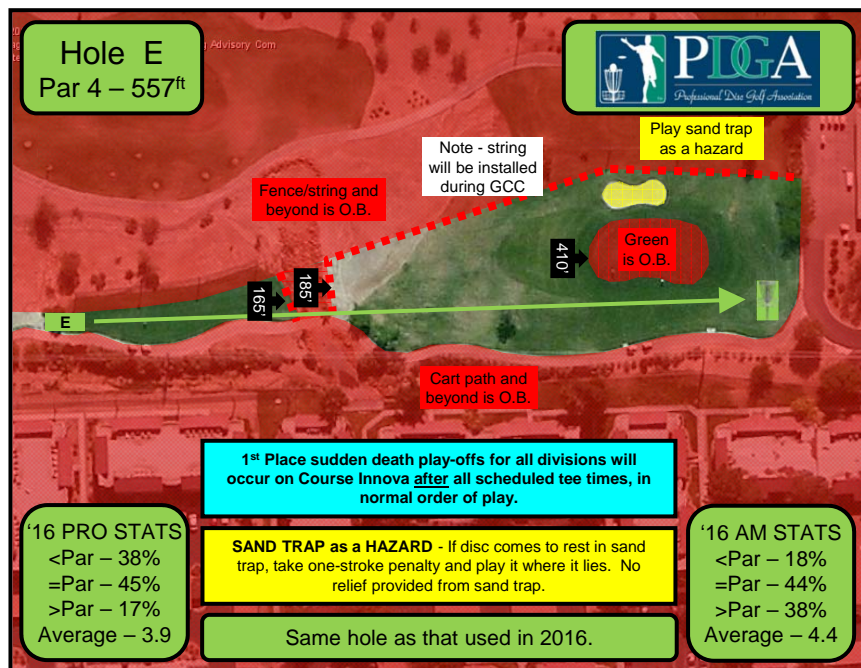 Hole E
Par 4 – 557ft
Advisory Com
PDGA
Professional Disc Golf Association
Play sand trap
as a hazard
Note - string
will be installed
during GCC
Fence/string and
beyond is O.B.
Green
is O.B.
410'
185'
165'
E
Cart path and
beyond is O.B.
1st Place sudden death play-offs for all divisions will
occur on Course Innova after all scheduled tee times, in
normal order of play.
SAND TRAP as a HAZARD - If disc comes to rest in sand
trap, take one-stroke penalty and play it where it lies. No
relief provided from sand trap.
Same hole as that used in 2016.
‘16 PRO STATS
<Par – 38%
=Par – 45%
>Par – 17%
Average – 3.9
‘16 AM STATS
<Par – 18%
=Par – 44%
>Par – 38%
Average – 4.4